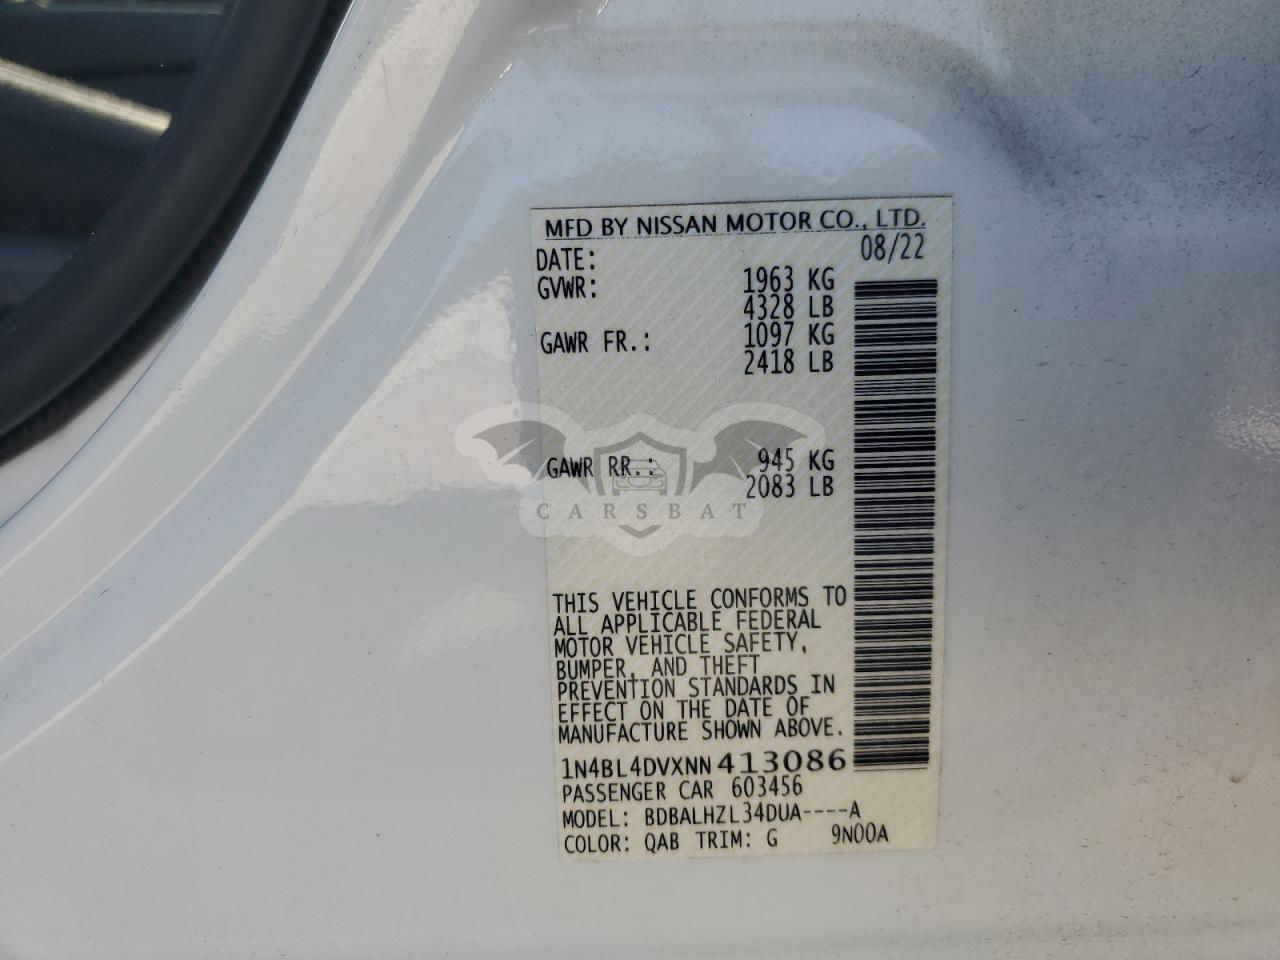 MFD BY NISSAN MOTOR CO., LTD.
DATE: 08/22
GVWR: 1963 KG
4328 LB
GAWR FR.: 1097 KG
2418 LB
GAWR RR.: 945 KG
2083 LB
CARSBAT
THIS VEHICLE CONFORMS TO
ALL APPLICABLE FEDERAL
MOTOR VEHICLE SAFETY,
BUMPER, AND THEFT
PREVENTION STANDARDS IN
EFFECT ON THE DATE OF
MANUFACTURE SHOWN ABOVE.
1N4BL4DVXNN413086
PASSENGER CAR 603456
MODEL: BDBALHZL34DUA----A
COLOR: QAB TRIM: G 9N00A